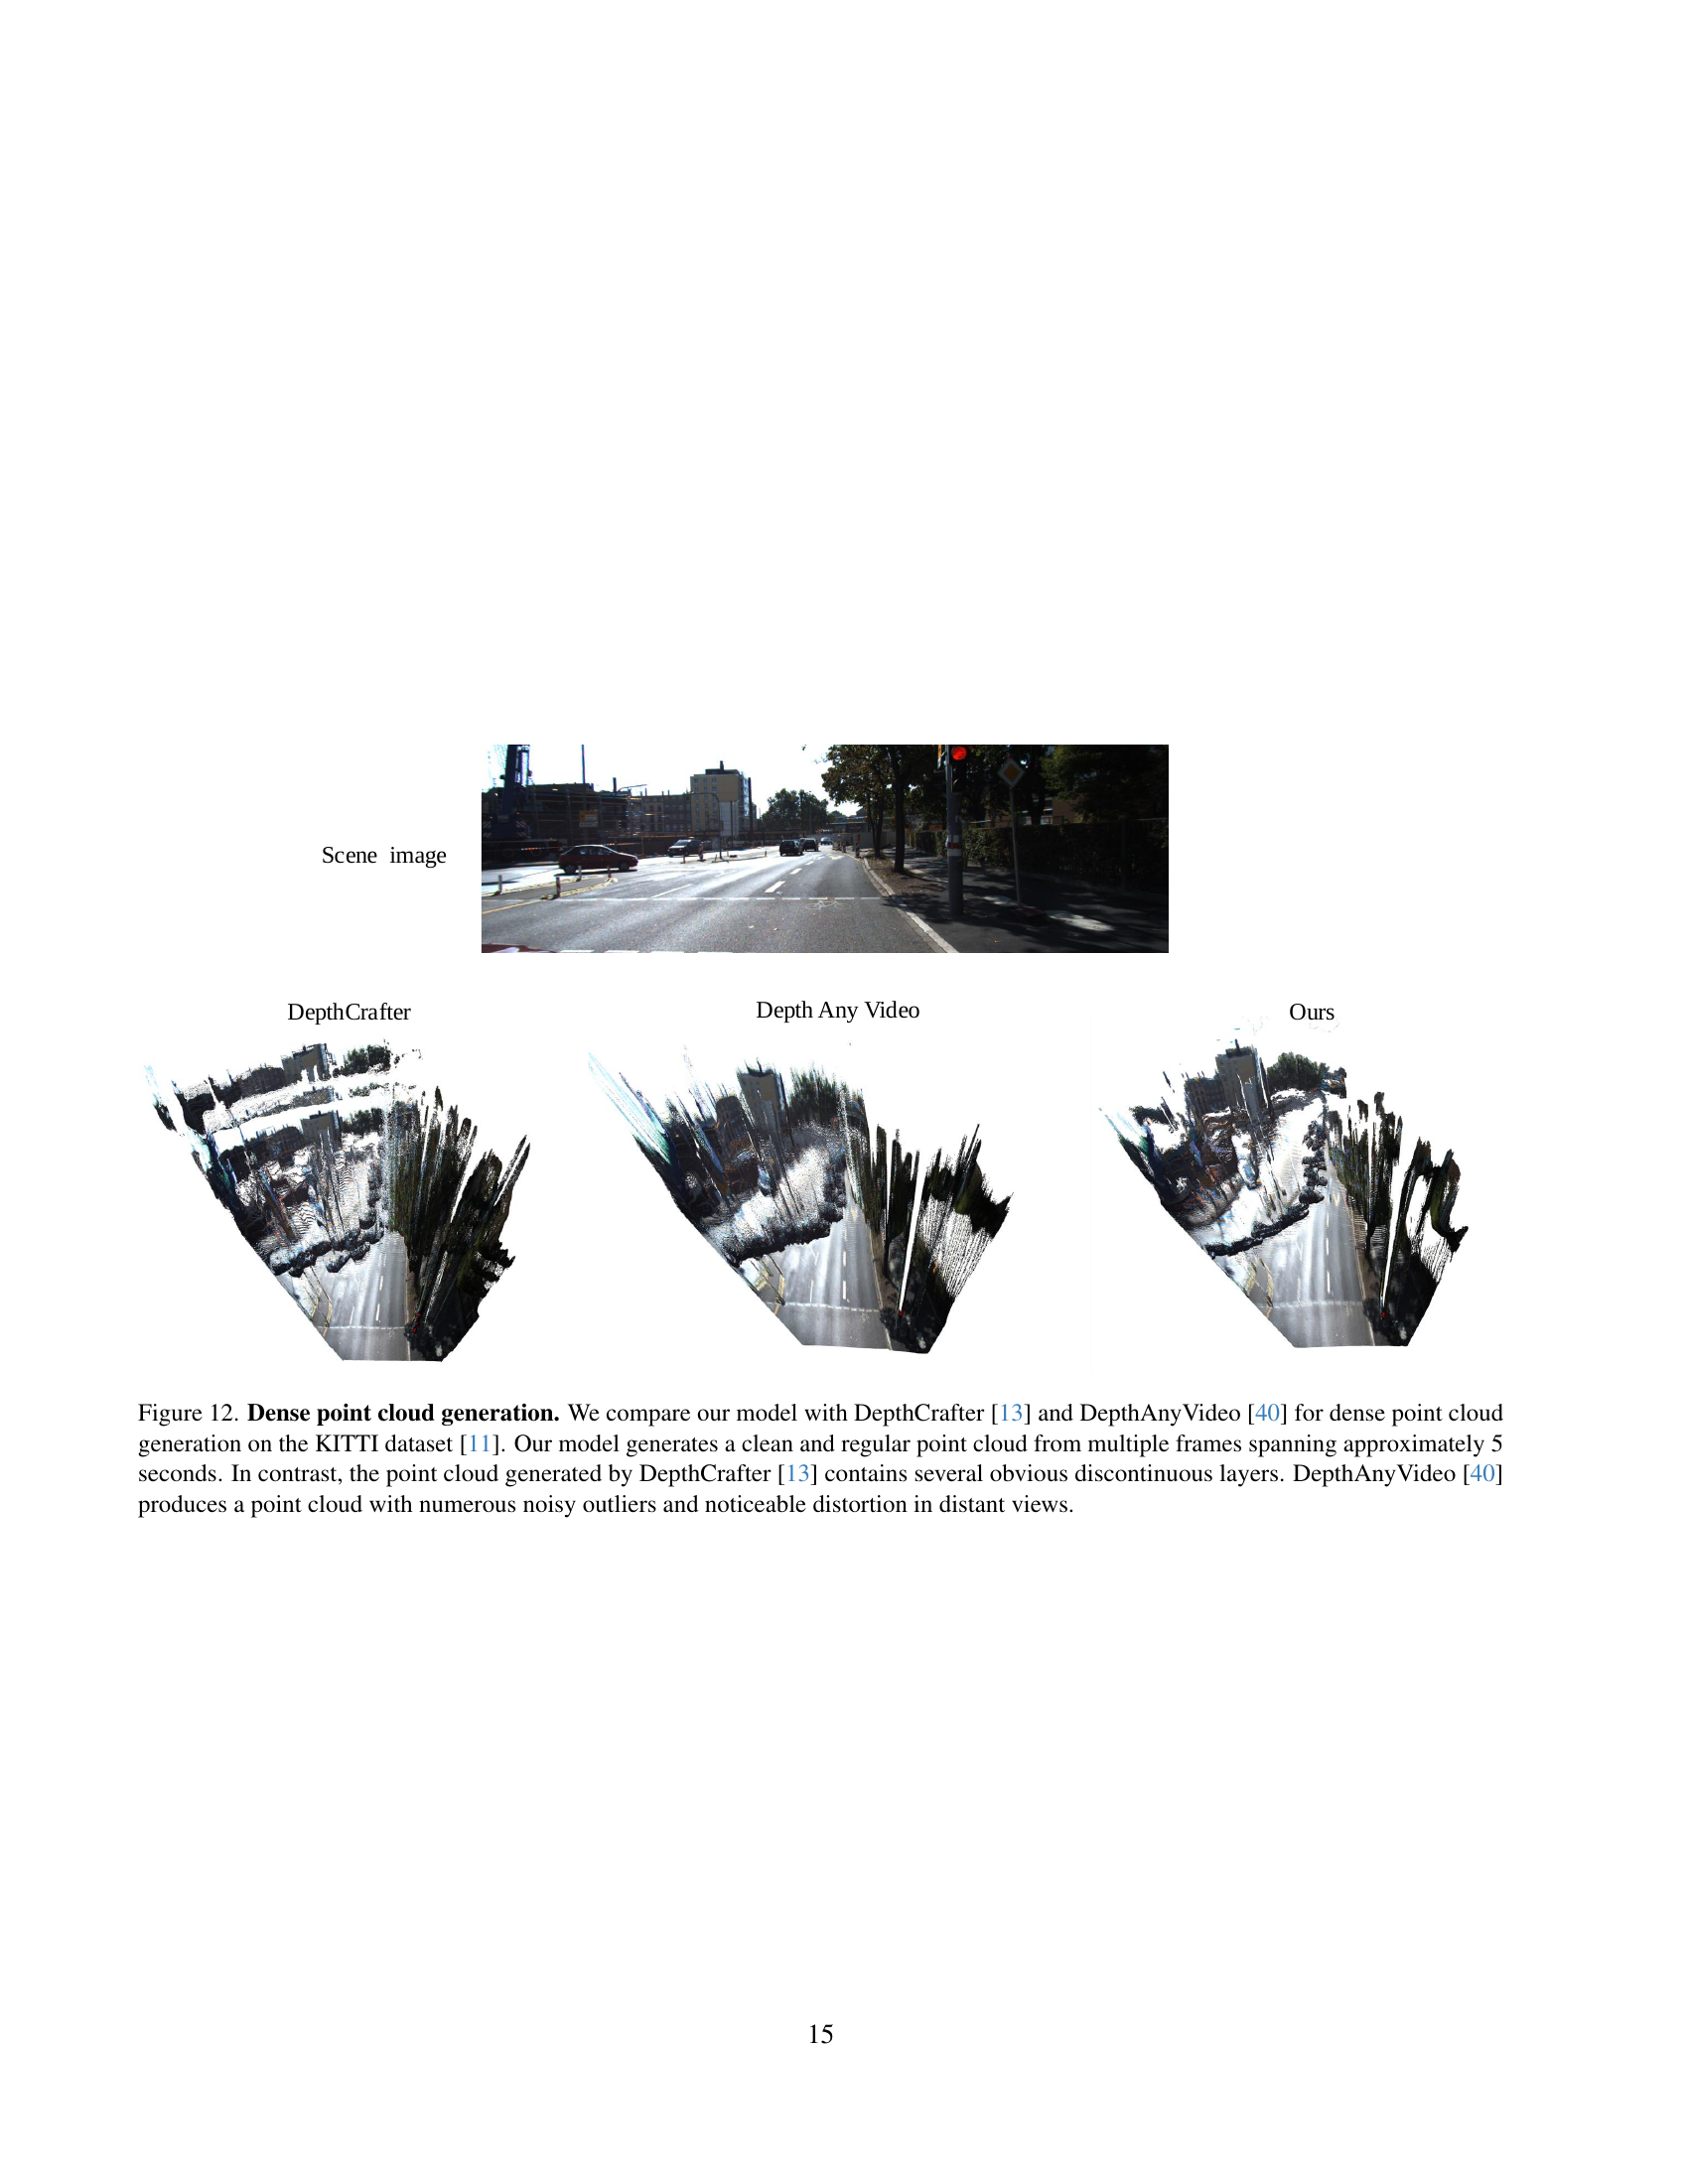 Scene image
DepthCrafter
Depth Any Video
Ours
Figure 12. Dense point cloud generation. We compare our model with DepthCrafter [13] and DepthAnyVideo [40] for dense point cloud
generation on the KITTI dataset [11]. Our model generates a clean and regular point cloud from multiple frames spanning approximately 5
seconds. In contrast, the point cloud generated by DepthCrafter [13] contains several obvious discontinuous layers. DepthAnyVideo [40]
produces a point cloud with numerous noisy outliers and noticeable distortion in distant views.
15